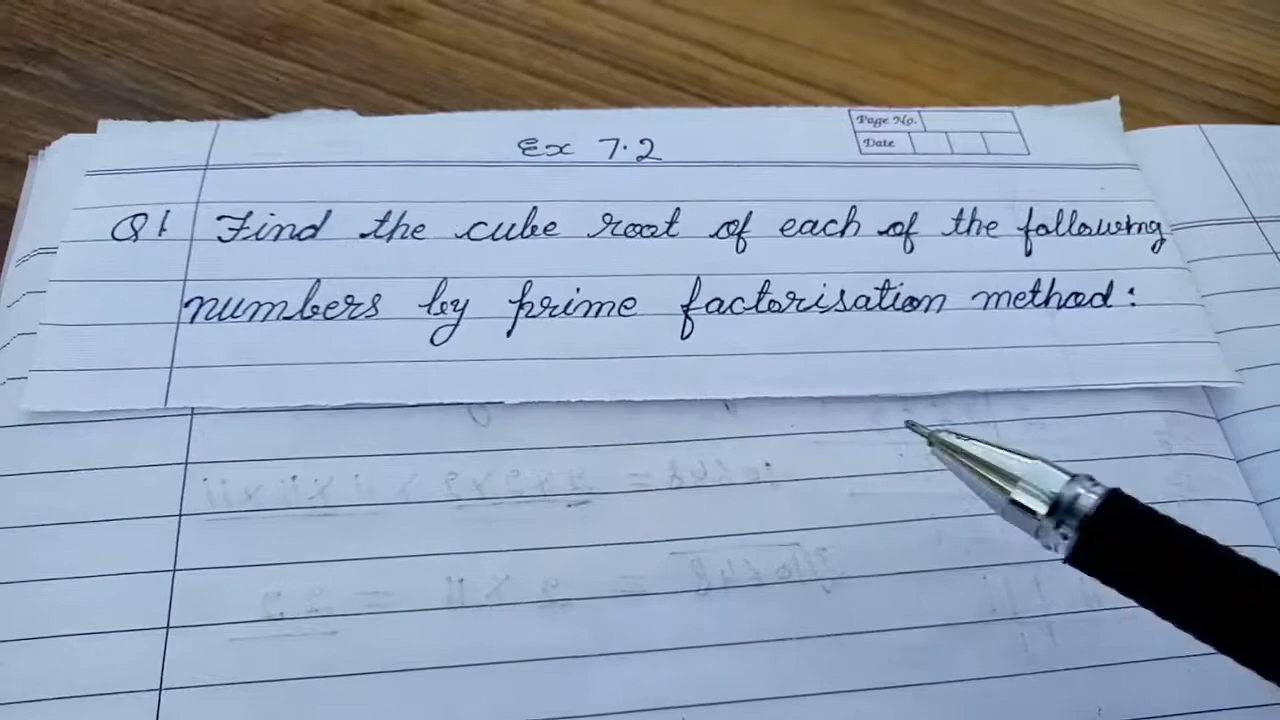 Ex 7.2
Page No.
Date
Q1 Find the cube root of each of the following
numbers by prime factorisation method: